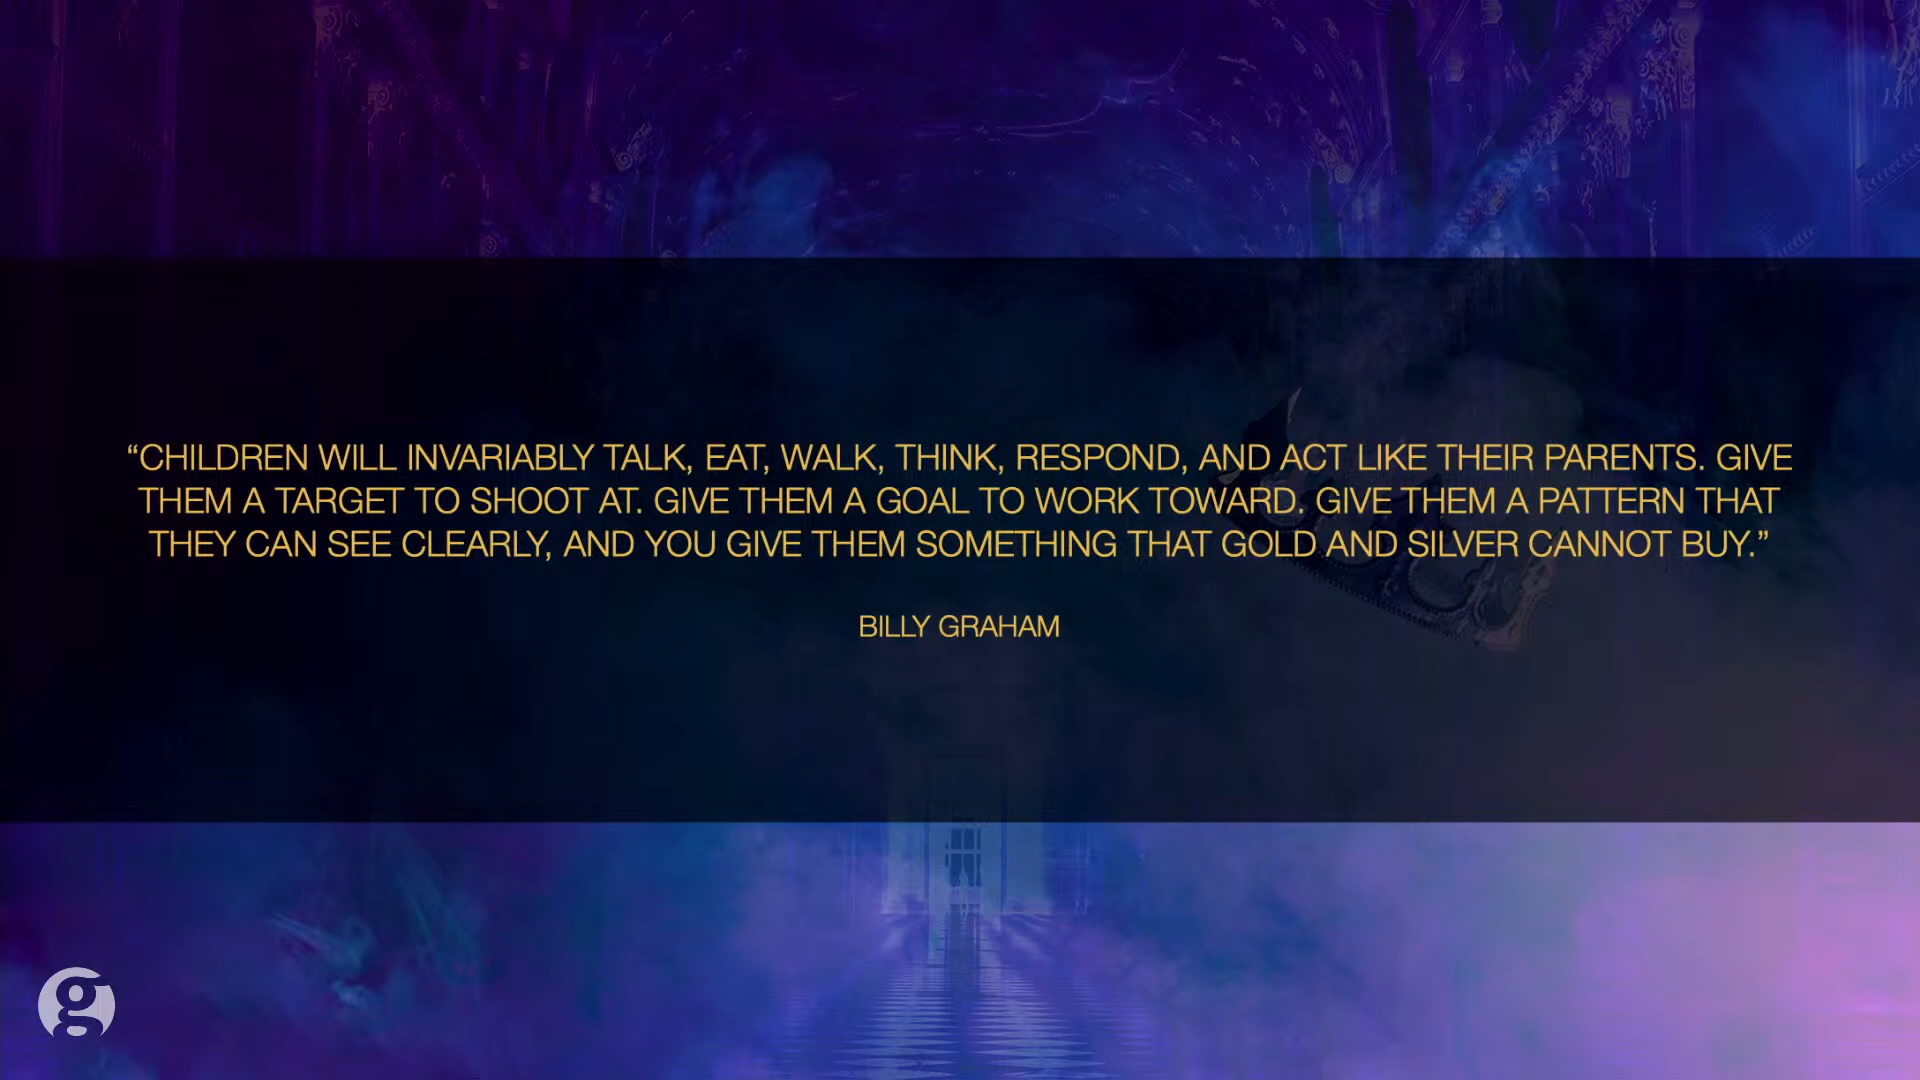 “CHILDREN WILL INVARIABLY TALK, EAT, WALK, THINK, RESPOND, AND ACT LIKE THEIR PARENTS. GIVE
THEM A TARGET TO SHOOT AT. GIVE THEM A GOAL TO WORK TOWARD. GIVE THEM A PATTERN THAT
THEY CAN SEE CLEARLY, AND YOU GIVE THEM SOMETHING THAT GOLD AND SILVER CANNOT BUY.”
BILLY GRAHAM
g